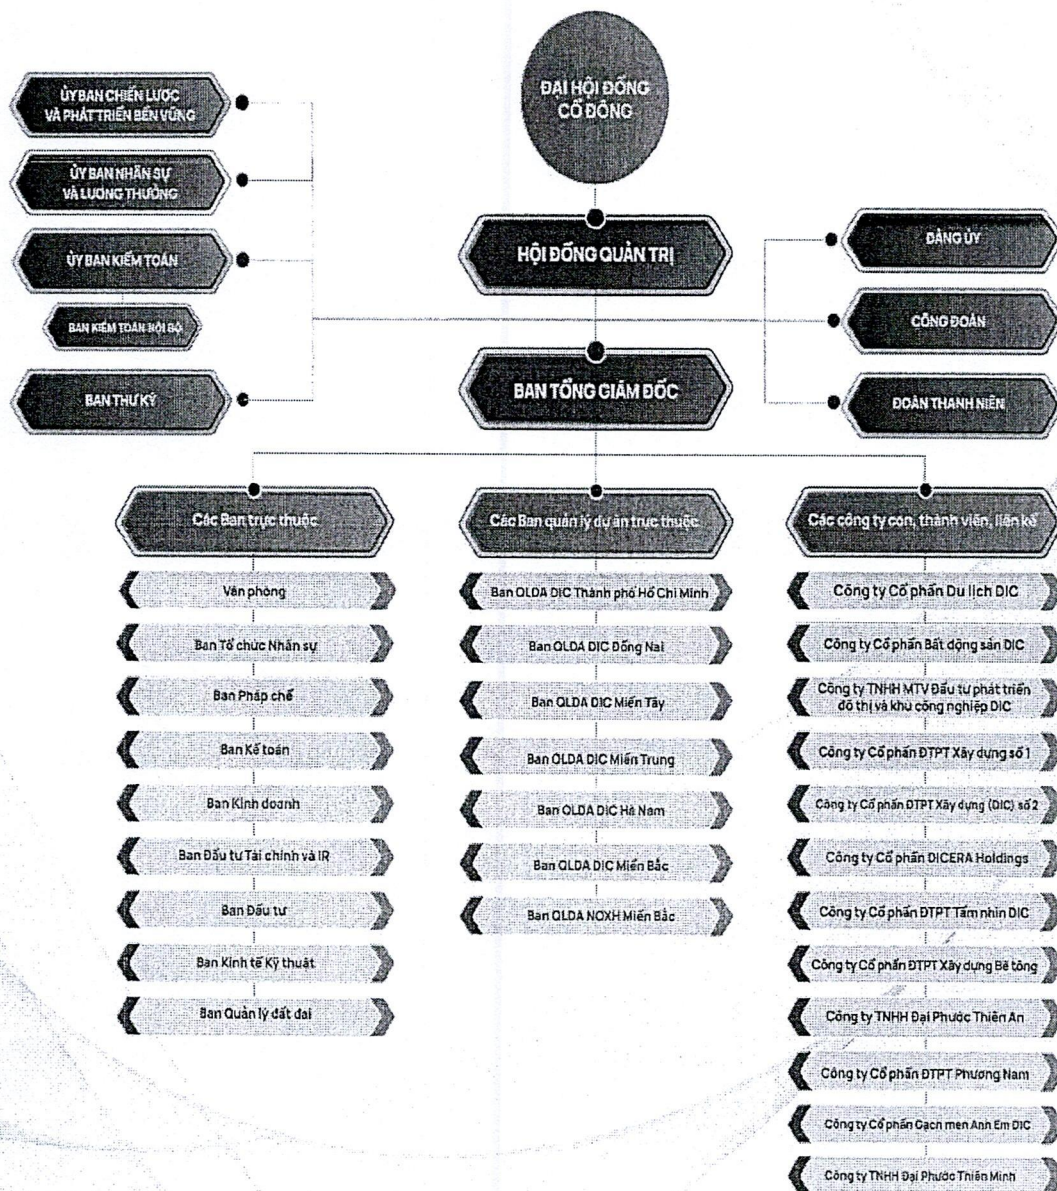 ĐẠI HỘI ĐỒNG
CỔ ĐÔNG
ỦY BAN CHIẾN LƯỢC
VÀ PHÁT TRIỂN BỀN VỮNG
ỦY BAN NHÂN SỰ
VÀ LƯƠNG THƯỞNG
ỦY BAN KIỂM TOÁN
BAN KIỂM TOÁN NỘI BỘ
BAN THƯ KÝ
HỘI ĐỒNG QUẢN TRỊ
BAN TỔNG GIÁM ĐỐC
ĐẢNG ỦY
CÔNG ĐOÀN
ĐOÀN THANH NIÊN
Các Ban trực thuộc
Văn phòng
Ban Tổ chức Nhân sự
Ban Pháp chế
Ban Kế toán
Ban Kinh doanh
Ban Đầu tư Tài chính và IR
Ban Đầu tư
Ban Kinh tế Kỹ thuật
Ban Quản lý đất đai
Các Ban quản lý dự án trực thuộc
Ban QLDA DIC Thành phố Hồ Chí Minh
Ban QLDA DIC Đồng Nai
Ban QLDA DIC Miền Tây
Ban QLDA DIC Miền Trung
Ban QLDA DIC Hà Nam
Ban QLDA DIC Miền Bắc
Ban QLDA NOXH Miền Bắc
Các công ty con, thành viên, liên kế
Công ty Cổ phần Du lịch DIC
Công ty Cổ phần Bất động sản DIC
Công ty TNHH MTV Đầu tư phát triển
đô thị và khu công nghiệp DIC
Công ty Cổ phần ĐTPT Xây dựng số 1
Công ty Cổ phần ĐTPT Xây dựng (DIC) số 2
Công ty Cổ phần DICERA Holdings
Công ty Cổ phần ĐTPT Tầm nhìn DIC
Công ty Cổ phần ĐTPT Xây dựng Bê tông
Công ty TNHH Đại Phước Thiên An
Công ty Cổ phần ĐTPT Phương Nam
Công ty Cổ phần Gạch men Anh Em DIC
Công ty TNHH Đại Phước Thiên Minh